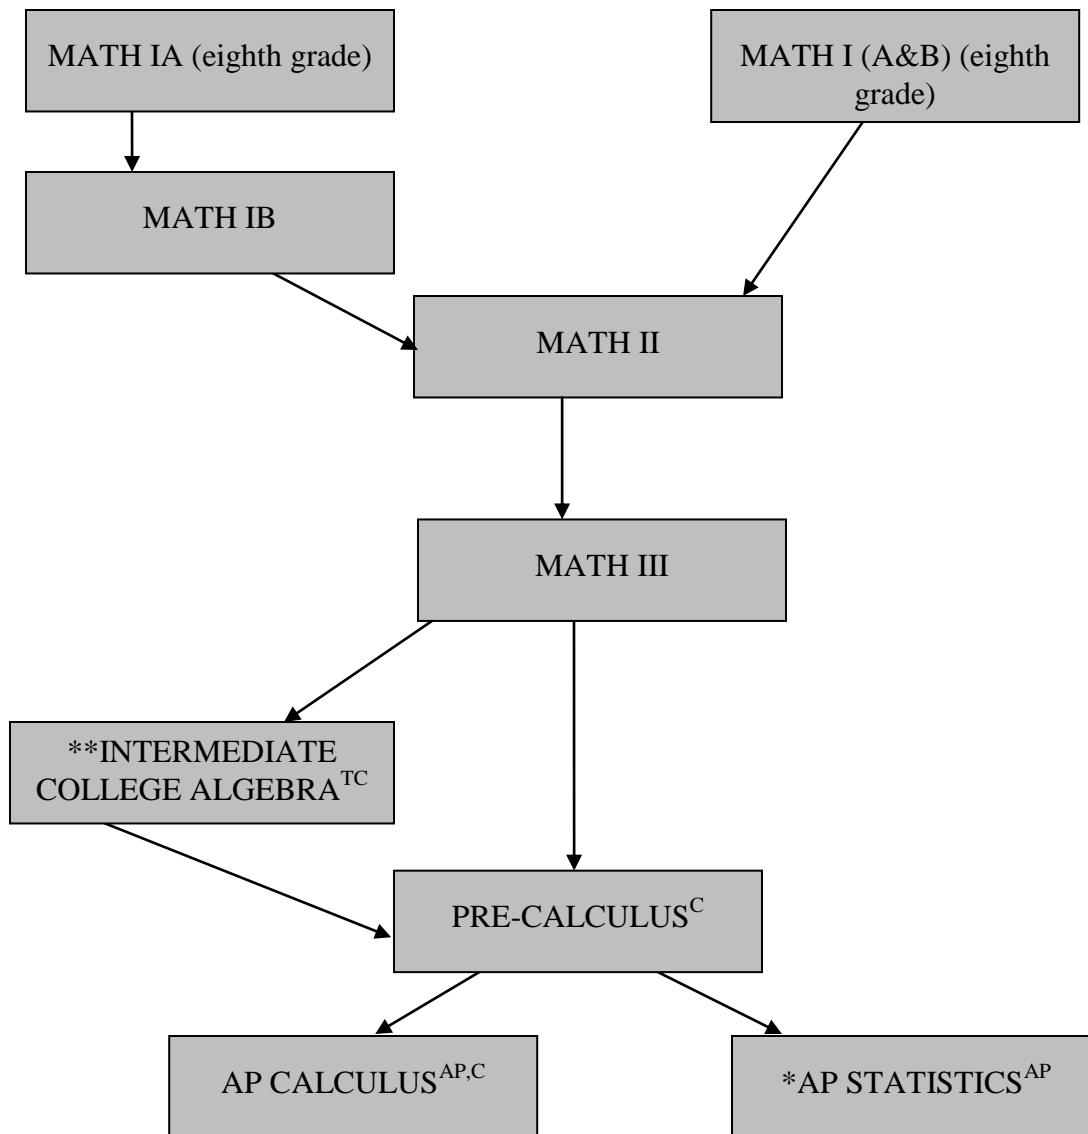 MATH IA (eighth grade)
MATH I (A&B) (eighth
grade)
MATH IB
MATH II
MATH III
**INTERMEDIATE
COLLEGE ALGEBRATC
PRE-CALCULUSC
AP CALCULUSAP,C
*AP STATISTICSAP